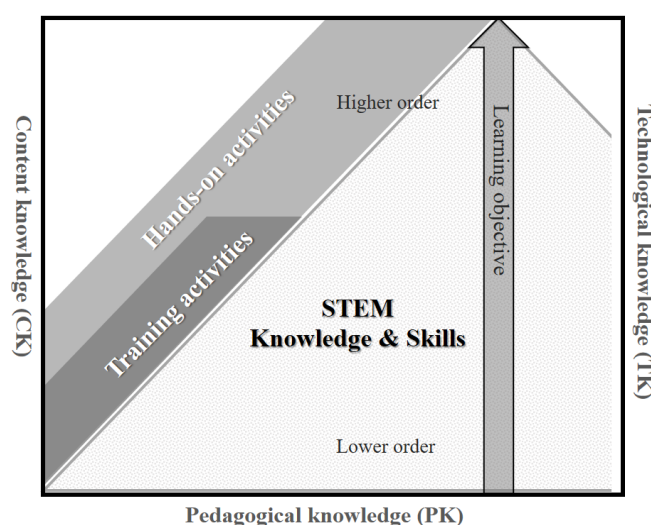 Higher order
Hands-on activities
Learning objective
Content knowledge (CK)
Technological knowledge (TK)
Training activities
STEM
Knowledge & Skills
Lower order
Pedagogical knowledge (PK)